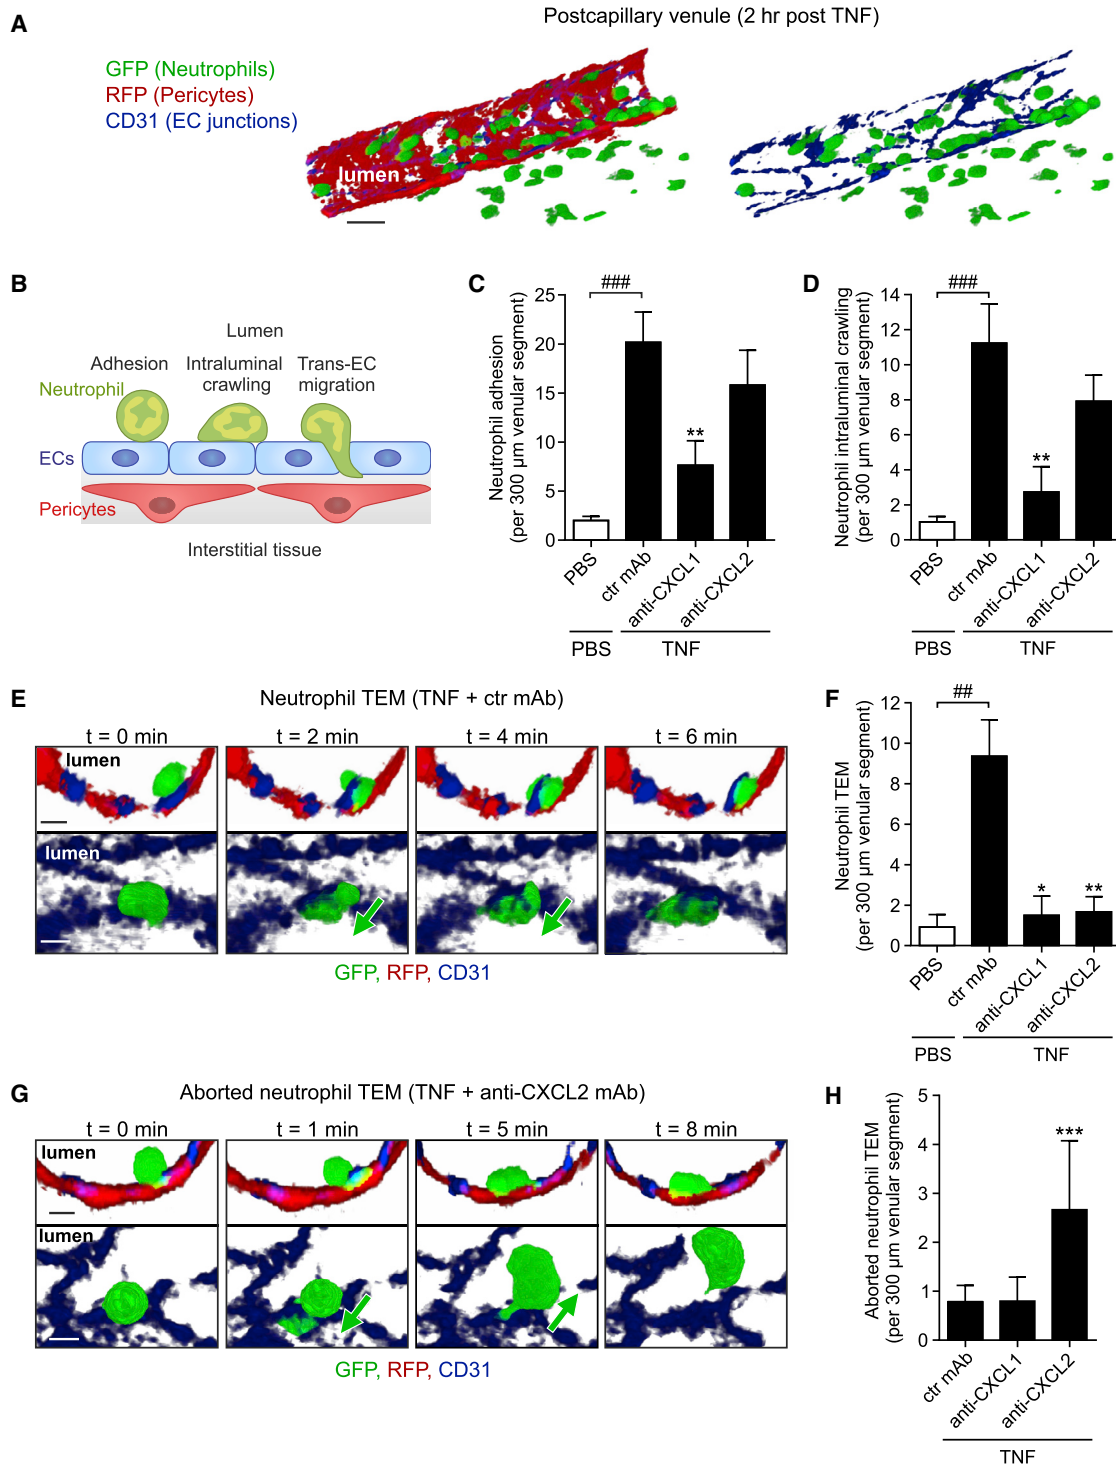 A
Postcapillary venule (2 hr post TNF)
GFP (Neutrophils)
RFP (Pericytes)
CD31 (EC junctions)
lumen
B
Lumen
Adhesion
Intraluminal
crawling
Trans-EC
migration
Neutrophil
ECs
Pericytes
Interstitial tissue
C
Neutrophil adhesion
(per 300 µm venular segment)
25
20
15
10
5
0
###
**
PBS
ctr mAb
anti-CXCL1
anti-CXCL2
PBS
TNF
D
Neutrophil intraluminal crawling
(per 300 µm venular segment)
14
12
10
8
6
4
2
0
###
**
PBS
ctr mAb
anti-CXCL1
anti-CXCL2
PBS
TNF
E
Neutrophil TEM (TNF + ctr mAb)
t = 0 min
t = 2 min
t = 4 min
t = 6 min
lumen
lumen
GFP, RFP, CD31
F
Neutrophil TEM
(per 300 µm venular segment)
12
10
8
6
4
2
0
##
*
**
PBS
ctr mAb
anti-CXCL1
anti-CXCL2
PBS
TNF
G
Aborted neutrophil TEM (TNF + anti-CXCL2 mAb)
t = 0 min
t = 1 min
t = 5 min
t = 8 min
lumen
lumen
GFP, RFP, CD31
H
Aborted neutrophil TEM
(per 300 µm venular segment)
5
4
3
2
1
0
***
ctr mAb
anti-CXCL1
anti-CXCL2
TNF